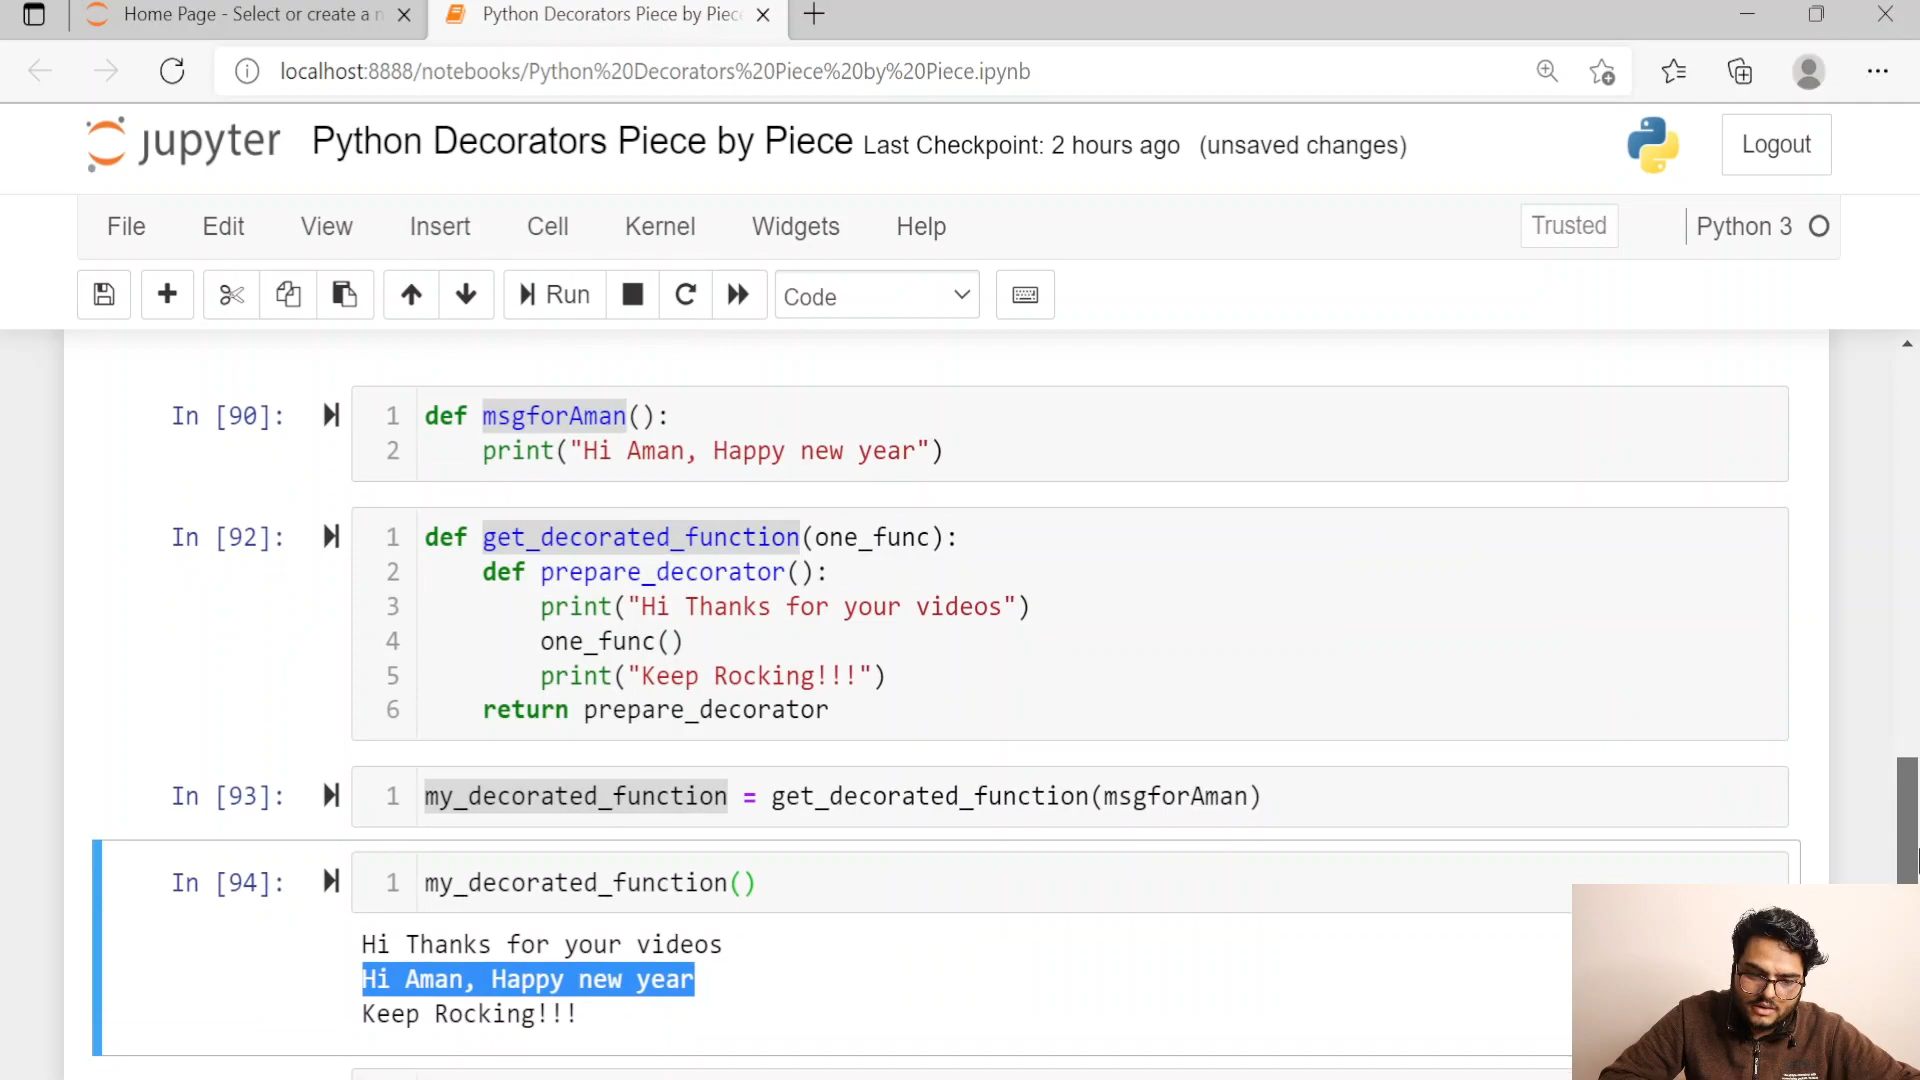 Home Page - Select or create a n
Python Decorators Piece by Piec
localhost:8888/notebooks/Python%20Decorators%20Piece%20by%20Piece.ipynb
jupyter Python Decorators Piece by Piece Last Checkpoint: 2 hours ago (unsaved changes)
Logout
File Edit View Insert Cell Kernel Widgets Help
Trusted
Python 3
Run
Code
In [90]:
1 def msgforAman():
2     print("Hi Aman, Happy new year")
In [92]:
1 def get_decorated_function(one_func):
2     def prepare_decorator():
3         print("Hi Thanks for your videos")
4         one_func()
5         print("Keep Rocking!!!")
6     return prepare_decorator
In [93]:
1 my_decorated_function = get_decorated_function(msgforAman)
In [94]:
1 my_decorated_function()
Hi Thanks for your videos
Hi Aman, Happy new year
Keep Rocking!!!